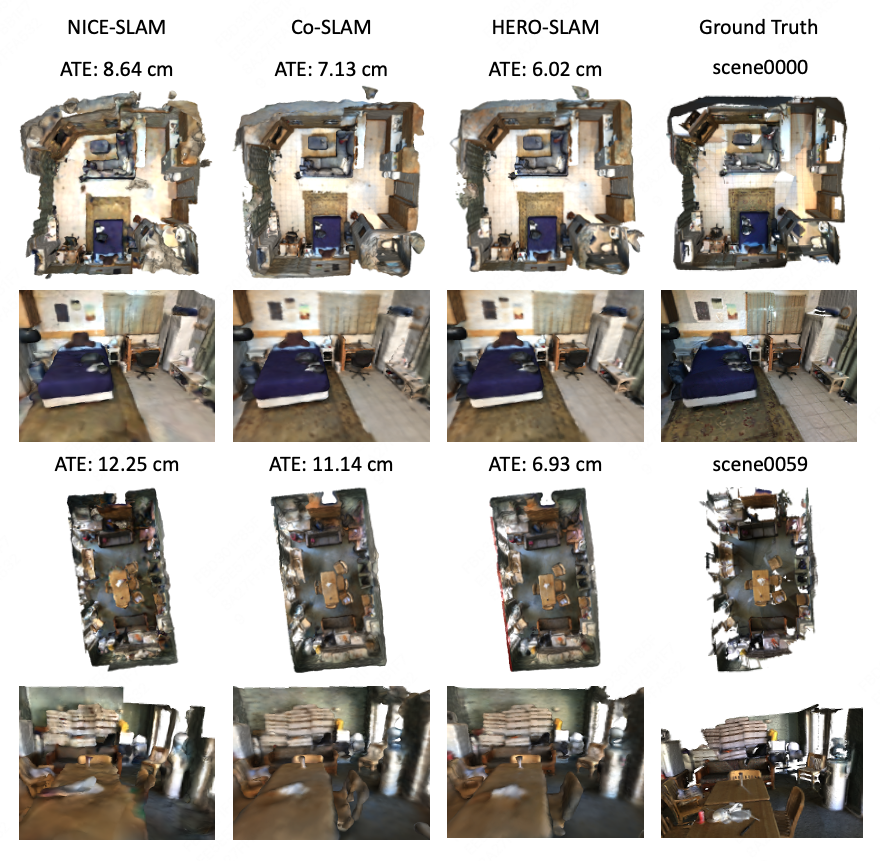 NICE-SLAM Co-SLAM HERO-SLAM Ground Truth
ATE: 8.64 cm ATE: 7.13 cm ATE: 6.02 cm scene0000
ATE: 12.25 cm ATE: 11.14 cm ATE: 6.93 cm scene0059